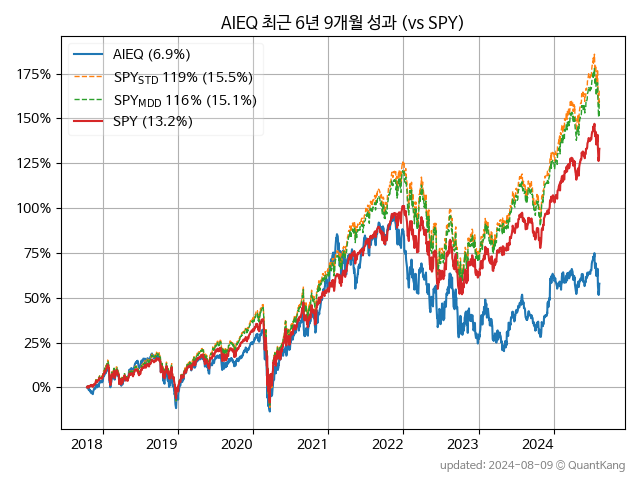 AIEQ 최근 6년 9개월 성과 (vs SPY)
AIEQ (6.9%)
SPYSTD 119% (15.5%)
SPYMDD 116% (15.1%)
SPY (13.2%)
175%
150%
125%
100%
75%
50%
25%
0%
2018 2019 2020 2021 2022 2023 2024
updated: 2024-08-09 © QuantKang